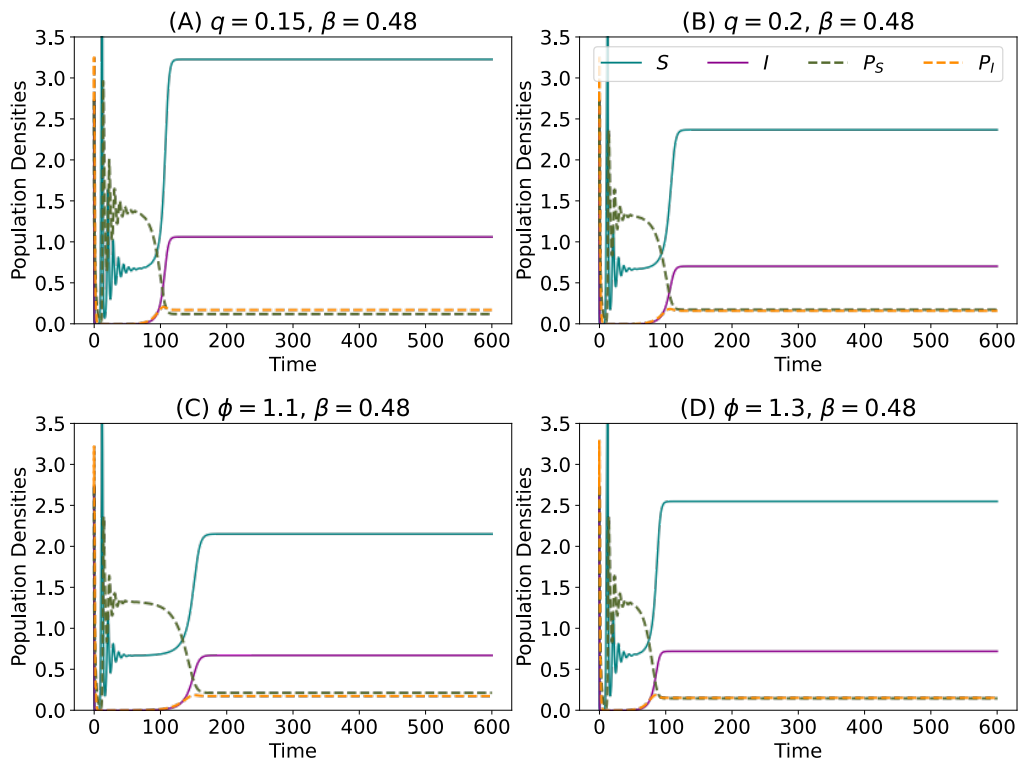 (A) q = 0.15, β = 0.48
3.5
3.0
2.5
2.0
1.5
1.0
0.5
0.0
Population Densities
0 100 200 300 400 500 600
Time
(B) q = 0.2, β = 0.48
S I P_S P_I
3.5
3.0
2.5
2.0
1.5
1.0
0.5
0.0
Population Densities
0 100 200 300 400 500 600
Time
(C) ϕ = 1.1, β = 0.48
3.5
3.0
2.5
2.0
1.5
1.0
0.5
0.0
Population Densities
0 100 200 300 400 500 600
Time
(D) ϕ = 1.3, β = 0.48
3.5
3.0
2.5
2.0
1.5
1.0
0.5
0.0
Population Densities
0 100 200 300 400 500 600
Time